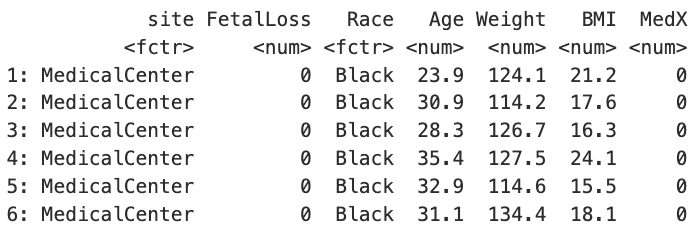 site FetalLoss Race Age Weight BMI MedX
<fctr> <num> <fctr> <num> <num> <num> <num>
1: MedicalCenter 0 Black 23.9 124.1 21.2 0
2: MedicalCenter 0 Black 30.9 114.2 17.6 0
3: MedicalCenter 0 Black 28.3 126.7 16.3 0
4: MedicalCenter 0 Black 35.4 127.5 24.1 0
5: MedicalCenter 0 Black 32.9 114.6 15.5 0
6: MedicalCenter 0 Black 31.1 134.4 18.1 0